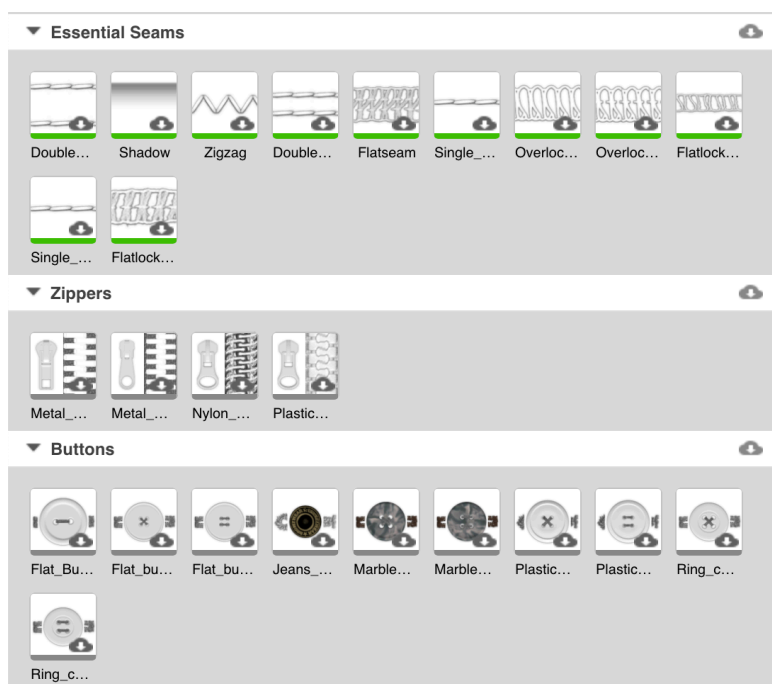 Essential Seams
Double… Shadow Zigzag Double… Flatseam Single_… Overloc… Overloc… Flatlock…
Single_… Flatlock…
Zippers
Metal_… Metal_… Nylon_… Plastic…
Buttons
Flat_Bu… Flat_bu… Flat_bu… Jeans_… Marble… Marble… Plastic… Plastic… Ring_c…
Ring_c…